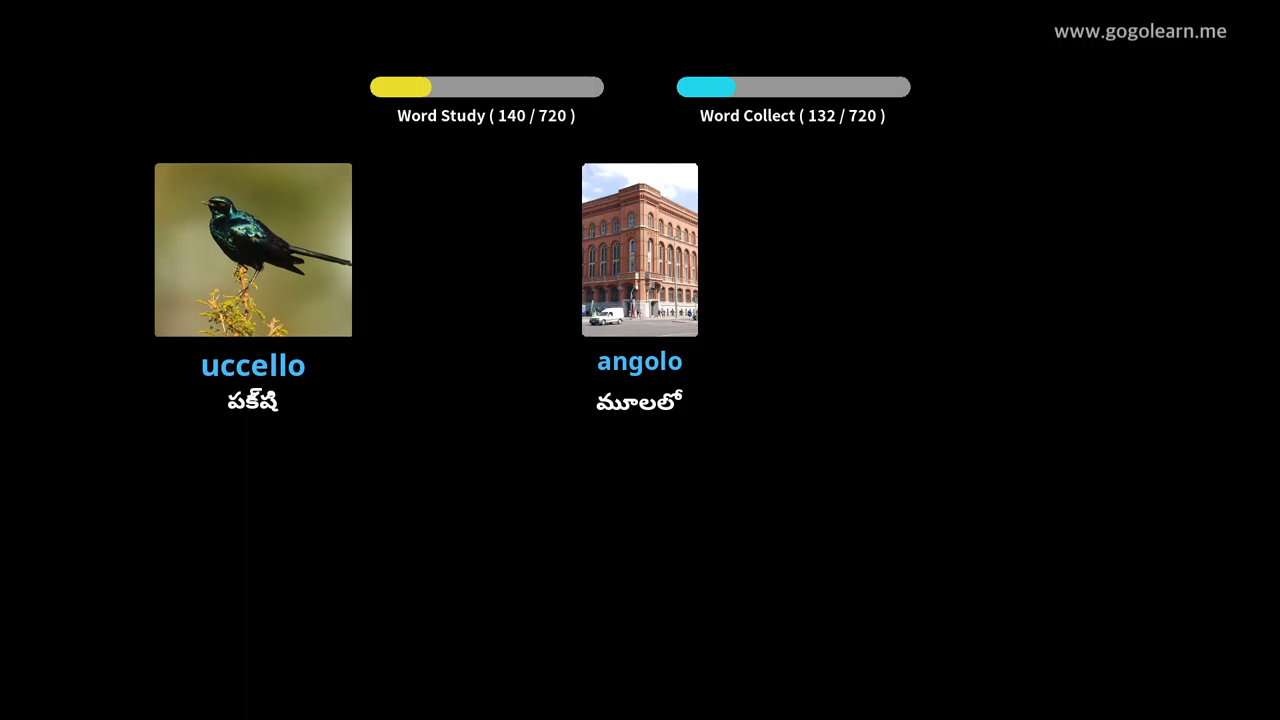 www.gogolearn.me
Word Study ( 140 / 720 )
Word Collect ( 132 / 720 )
uccello
పక్‌షి
angolo
మూలలో